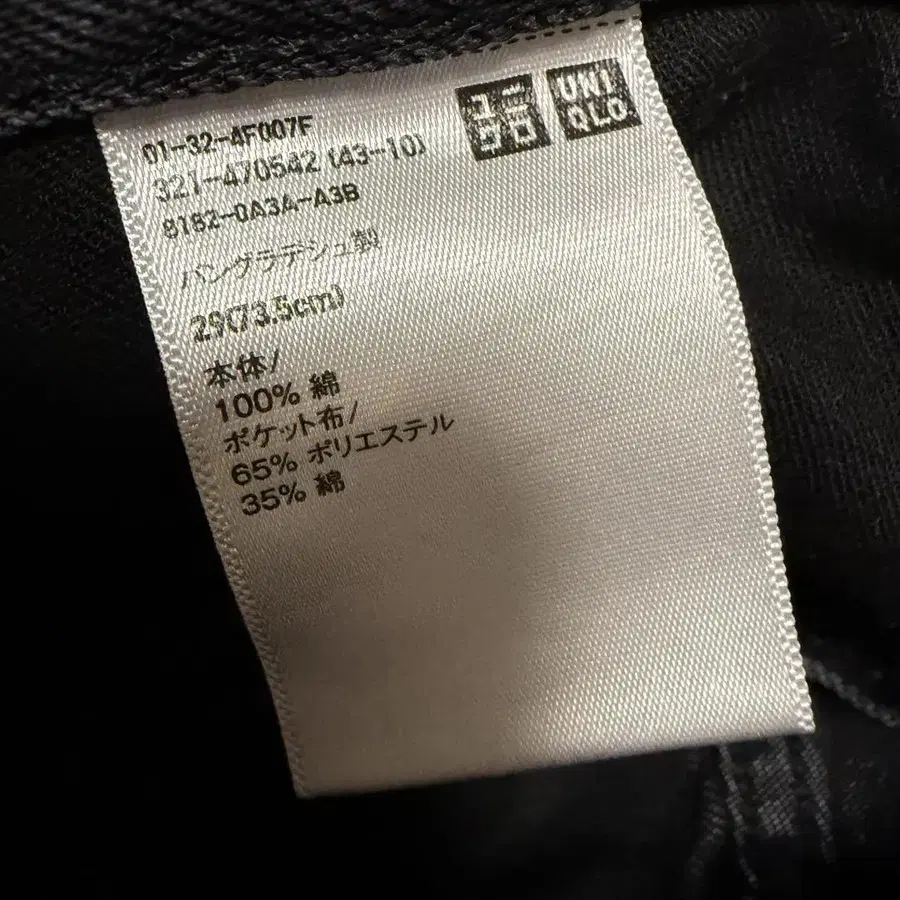 ユニ
クロ
UNI
QLO
01-32-4F007F
321-470542 (43-10)
8182-0A3A-A3B
バングラデシュ製
29(73.5cm)
本体/
100% 綿
ポケット布/
65% ポリエステル
35% 綿